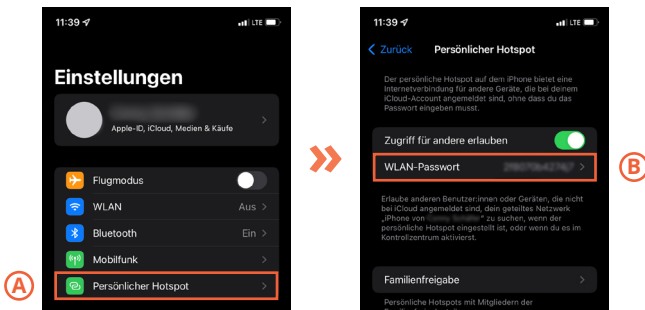 11:39
LTE
Einstellungen
Apple-ID, iCloud, Medien & Käufe
Flugmodus
WLAN Aus
Bluetooth Ein
Mobilfunk
A
Persönlicher Hotspot
11:39
LTE
Zurück Persönlicher Hotspot
Der persönliche Hotspot auf dem iPhone bietet eine
Internetverbindung für andere Geräte, die bei deinem
iCloud-Account angemeldet sind, ohne dass du das
Passwort eingeben musst.
Zugriff für andere erlauben
WLAN-Passwort
B
Erlaube anderen Benutzer:innen oder Geräten, die nicht
bei iCloud angemeldet sind, dein geteiltes Netzwerk
„iPhone von “ zu suchen, wenn der
persönliche Hotspot eingestellt ist, oder wenn du es im
Kontrollzentrum aktivierst.
Familienfreigabe
Persönliche Hotspots mit Mitgliedern der